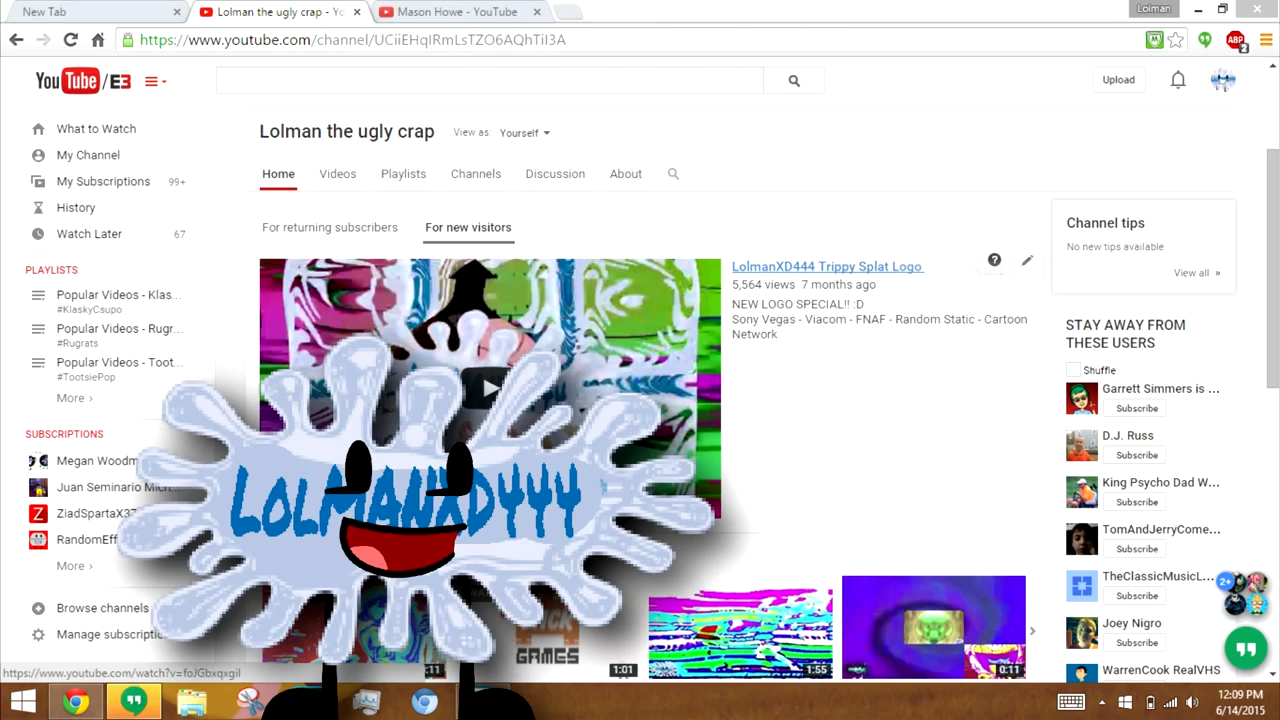 New Tab
Lolman the ugly crap - Yo
Mason Howe - YouTube
Lolman
https://www.youtube.com/channel/UCiiEHqIRmLsTZO6AQhTiI3A
ABP
2
YouTube /E3
Upload
What to Watch
My Channel
My Subscriptions 99+
History
Watch Later 67
PLAYLISTS
Popular Videos - Klas...
#KlaskyCsupo
Popular Videos - Rugr...
#Rugrats
Popular Videos - Toot...
#TootsiePop
More ›
SUBSCRIPTIONS
Megan Woodm
Juan Seminario Mich...
ZiadSpartaX37
RandomEff
More ›
Browse channels
Manage subscriptio
Lolman the ugly crap
View as: Yourself
Home Videos Playlists Channels Discussion About
For returning subscribers For new visitors
LolmanXD444 Trippy Splat Logo
5,564 views 7 months ago
NEW LOGO SPECIAL!! :D
Sony Vegas - Viacom - FNAF - Random Static - Cartoon
Network
LOLMANXD444
GAMES
:11
1:01
1:55
0:11
Channel tips
No new tips available
View all »
STAY AWAY FROM
THESE USERS
Shuffle
Garrett Simmers is ...
Subscribe
D.J. Russ
Subscribe
King Psycho Dad W...
Subscribe
TomAndJerryCome...
Subscribe
TheClassicMusicL...
Subscribe
Joey Nigro
Subscribe
WarrenCook RealVHS
2+
https://www.youtube.com/watch?v=foJGbxqxgiI
12:09 PM
6/14/2015